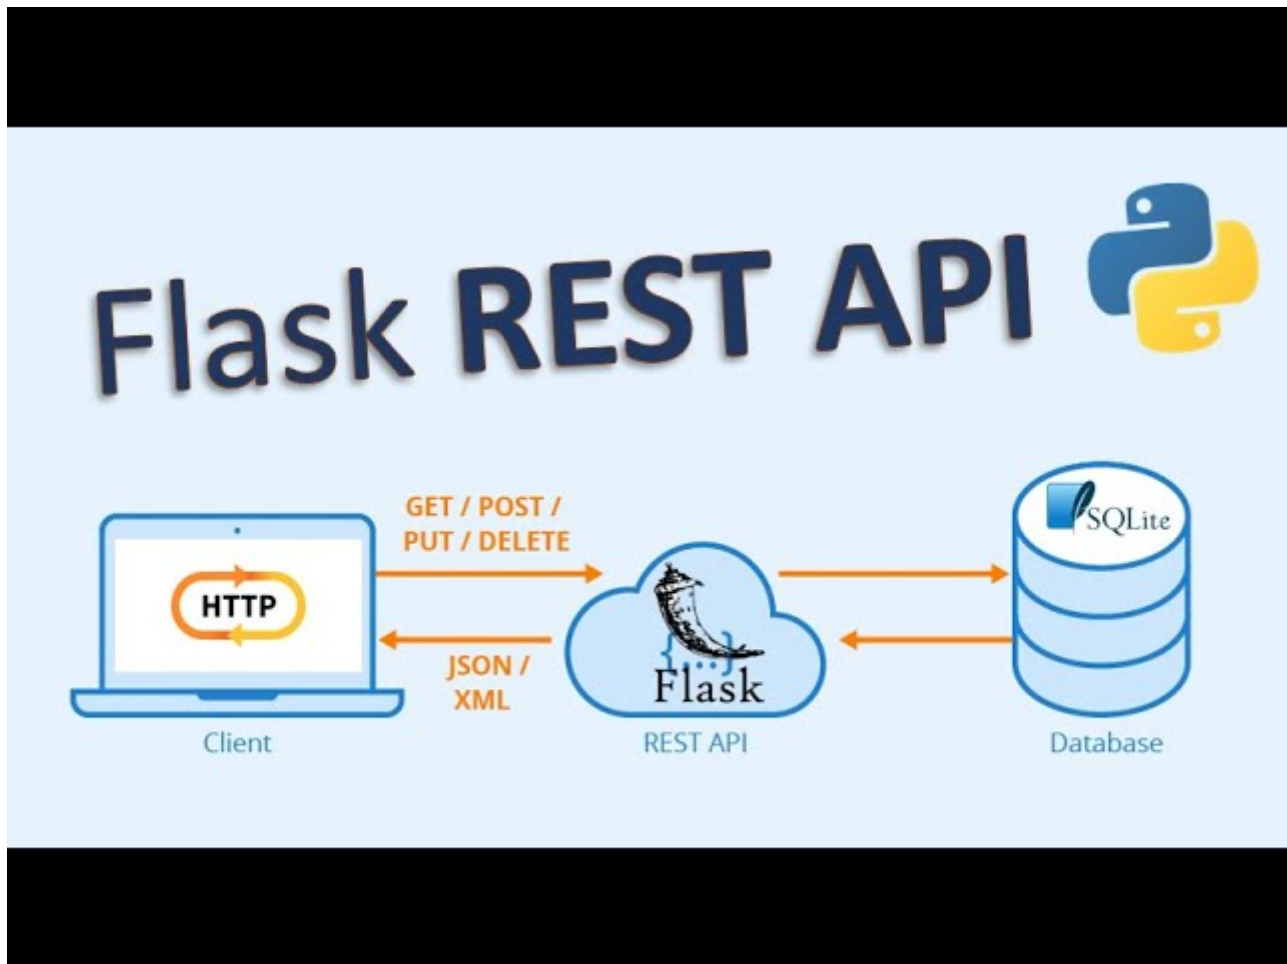 Flask REST API
GET / POST /
PUT / DELETE
SQLite
HTTP
{...}
Flask
JSON /
XML
Client
REST API
Database